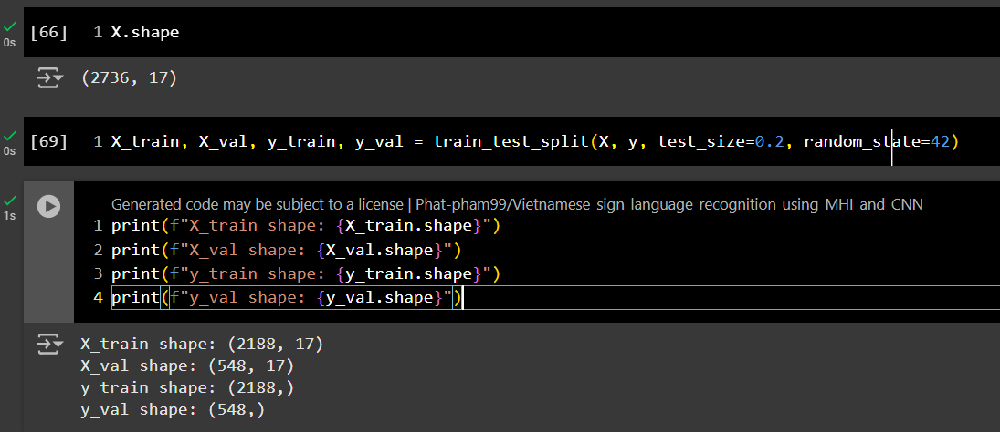 0s [66] 1 X.shape
(2736, 17)
0s [69] 1 X_train, X_val, y_train, y_val = train_test_split(X, y, test_size=0.2, random_state=42)
1s Generated code may be subject to a license | Phat-pham99/Vietnamese_sign_language_recognition_using_MHI_and_CNN
1 print(f"X_train shape: {X_train.shape}")
2 print(f"X_val shape: {X_val.shape}")
3 print(f"y_train shape: {y_train.shape}")
4 print(f"y_val shape: {y_val.shape}")
X_train shape: (2188, 17)
X_val shape: (548, 17)
y_train shape: (2188,)
y_val shape: (548,)